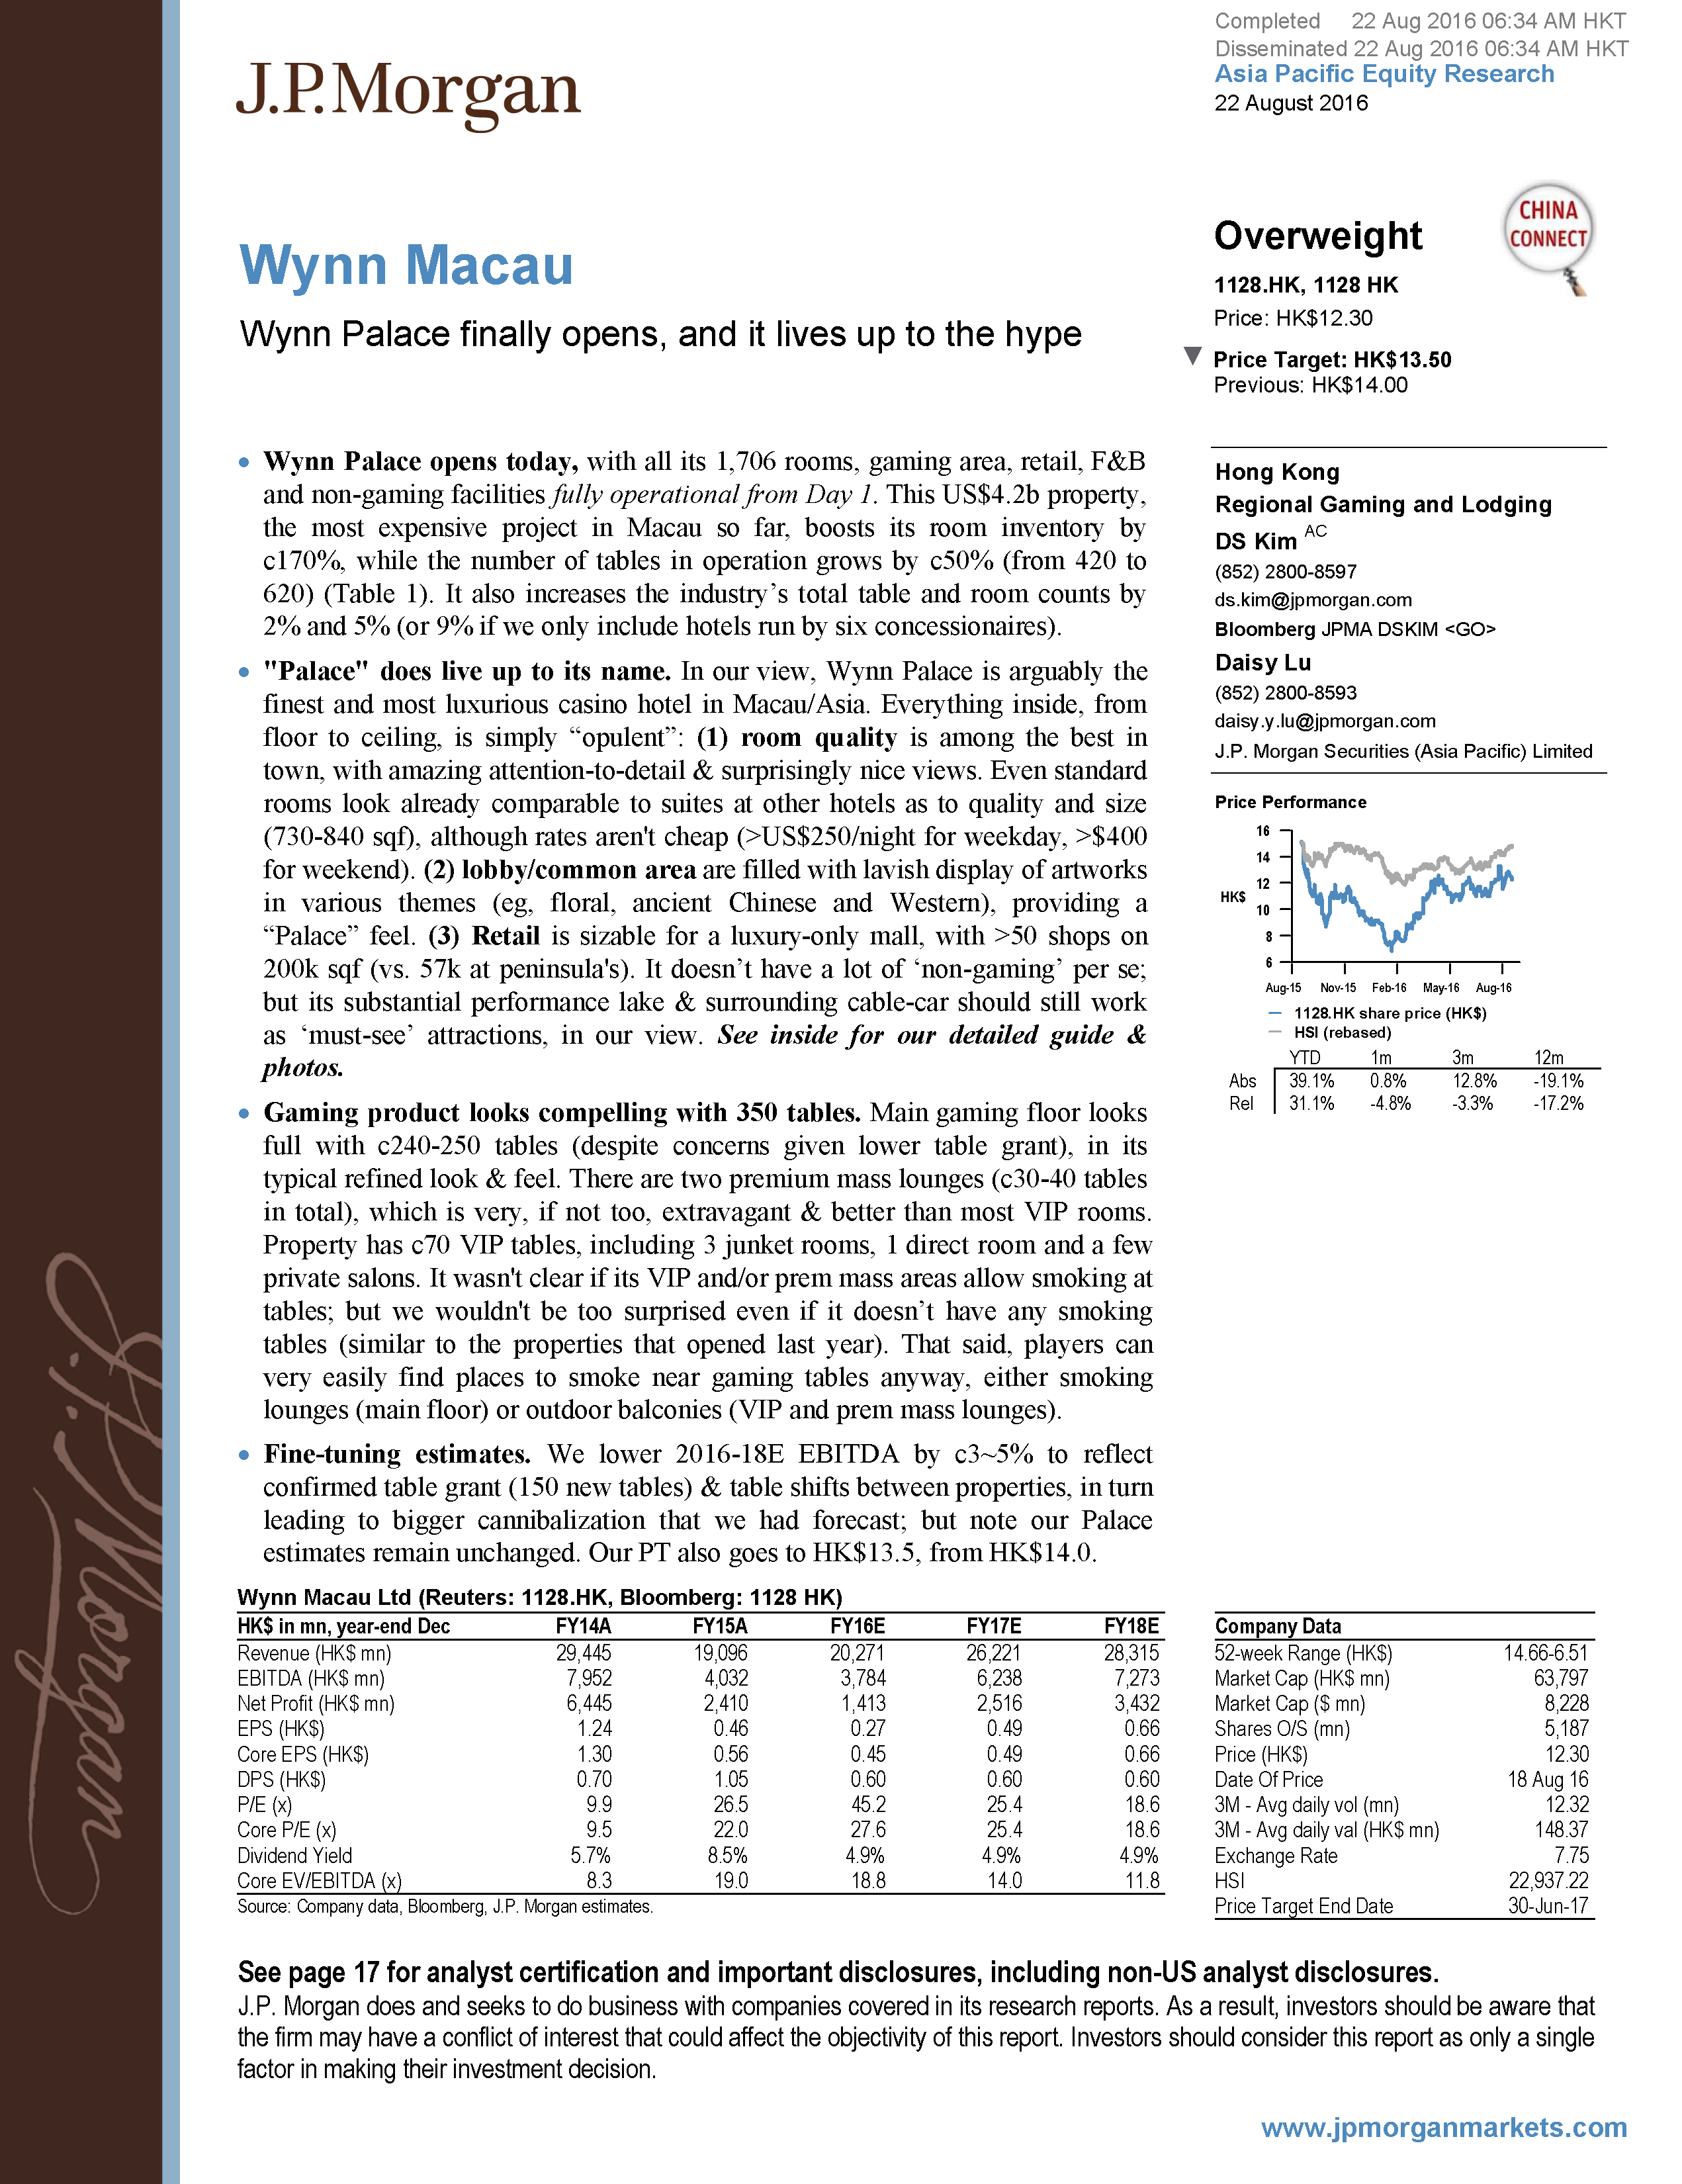 Completed 22 Aug 2016 06:34 AM HKT
Disseminated 22 Aug 2016 06:34 AM HKT
Asia Pacific Equity Research
22 August 2016
J.P.Morgan
CHINA
CONNECT
Wynn Macau
Wynn Palace finally opens, and it lives up to the hype
Overweight
1128.HK, 1128 HK
Price: HK$12.30
▼ Price Target: HK$13.50
Previous: HK$14.00
• Wynn Palace opens today, with all its 1,706 rooms, gaming area, retail, F&B
and non-gaming facilities fully operational from Day 1. This US$4.2b property,
the most expensive project in Macau so far, boosts its room inventory by
c170%, while the number of tables in operation grows by c50% (from 420 to
620) (Table 1). It also increases the industry’s total table and room counts by
2% and 5% (or 9% if we only include hotels run by six concessionaires).
• "Palace" does live up to its name. In our view, Wynn Palace is arguably the
finest and most luxurious casino hotel in Macau/Asia. Everything inside, from
floor to ceiling, is simply “opulent”: (1) room quality is among the best in
town, with amazing attention-to-detail & surprisingly nice views. Even standard
rooms look already comparable to suites at other hotels as to quality and size
(730-840 sqf), although rates aren't cheap (>US$250/night for weekday, >$400
for weekend). (2) lobby/common area are filled with lavish display of artworks
in various themes (eg, floral, ancient Chinese and Western), providing a
“Palace” feel. (3) Retail is sizable for a luxury-only mall, with >50 shops on
200k sqf (vs. 57k at peninsula's). It doesn’t have a lot of ‘non-gaming’ per se;
but its substantial performance lake & surrounding cable-car should still work
as ‘must-see’ attractions, in our view. See inside for our detailed guide &
photos.
• Gaming product looks compelling with 350 tables. Main gaming floor looks
full with c240-250 tables (despite concerns given lower table grant), in its
typical refined look & feel. There are two premium mass lounges (c30-40 tables
in total), which is very, if not too, extravagant & better than most VIP rooms.
Property has c70 VIP tables, including 3 junket rooms, 1 direct room and a few
private salons. It wasn't clear if its VIP and/or prem mass areas allow smoking at
tables; but we wouldn't be too surprised even if it doesn’t have any smoking
tables (similar to the properties that opened last year). That said, players can
very easily find places to smoke near gaming tables anyway, either smoking
lounges (main floor) or outdoor balconies (VIP and prem mass lounges).
• Fine-tuning estimates. We lower 2016-18E EBITDA by c3~5% to reflect
confirmed table grant (150 new tables) & table shifts between properties, in turn
leading to bigger cannibalization that we had forecast; but note our Palace
estimates remain unchanged. Our PT also goes to HK$13.5, from HK$14.0.
Hong Kong
Regional Gaming and Lodging
DS Kim AC
(852) 2800-8597
ds.kim@jpmorgan.com
Bloomberg JPMA DSKIM <GO>
Daisy Lu
(852) 2800-8593
daisy.y.lu@jpmorgan.com
J.P. Morgan Securities (Asia Pacific) Limited
Price Performance
16
14
12
HK$
10
8
6
Aug-15 Nov-15 Feb-16 May-16 Aug-16
1128.HK share price (HK$)
HSI (rebased)
YTD 1m 3m 12m
Abs 39.1% 0.8% 12.8% -19.1%
Rel 31.1% -4.8% -3.3% -17.2%
Wynn Macau Ltd (Reuters: 1128.HK, Bloomberg: 1128 HK)
HK$ in mn, year-end Dec FY14A FY15A FY16E FY17E FY18E
Revenue (HK$ mn) 29,445 19,096 20,271 26,221 28,315
EBITDA (HK$ mn) 7,952 4,032 3,784 6,238 7,273
Net Profit (HK$ mn) 6,445 2,410 1,413 2,516 3,432
EPS (HK$) 1.24 0.46 0.27 0.49 0.66
Core EPS (HK$) 1.30 0.56 0.45 0.49 0.66
DPS (HK$) 0.70 1.05 0.60 0.60 0.60
P/E (x) 9.9 26.5 45.2 25.4 18.6
Core P/E (x) 9.5 22.0 27.6 25.4 18.6
Dividend Yield 5.7% 8.5% 4.9% 4.9% 4.9%
Core EV/EBITDA (x) 8.3 19.0 18.8 14.0 11.8
Source: Company data, Bloomberg, J.P. Morgan estimates.
Company Data
52-week Range (HK$) 14.66-6.51
Market Cap (HK$ mn) 63,797
Market Cap ($ mn) 8,228
Shares O/S (mn) 5,187
Price (HK$) 12.30
Date Of Price 18 Aug 16
3M - Avg daily vol (mn) 12.32
3M - Avg daily val (HK$ mn) 148.37
Exchange Rate 7.75
HSI 22,937.22
Price Target End Date 30-Jun-17
J.P. Morgan
See page 17 for analyst certification and important disclosures, including non-US analyst disclosures.
J.P. Morgan does and seeks to do business with companies covered in its research reports. As a result, investors should be aware that
the firm may have a conflict of interest that could affect the objectivity of this report. Investors should consider this report as only a single
factor in making their investment decision.
www.jpmorganmarkets.com